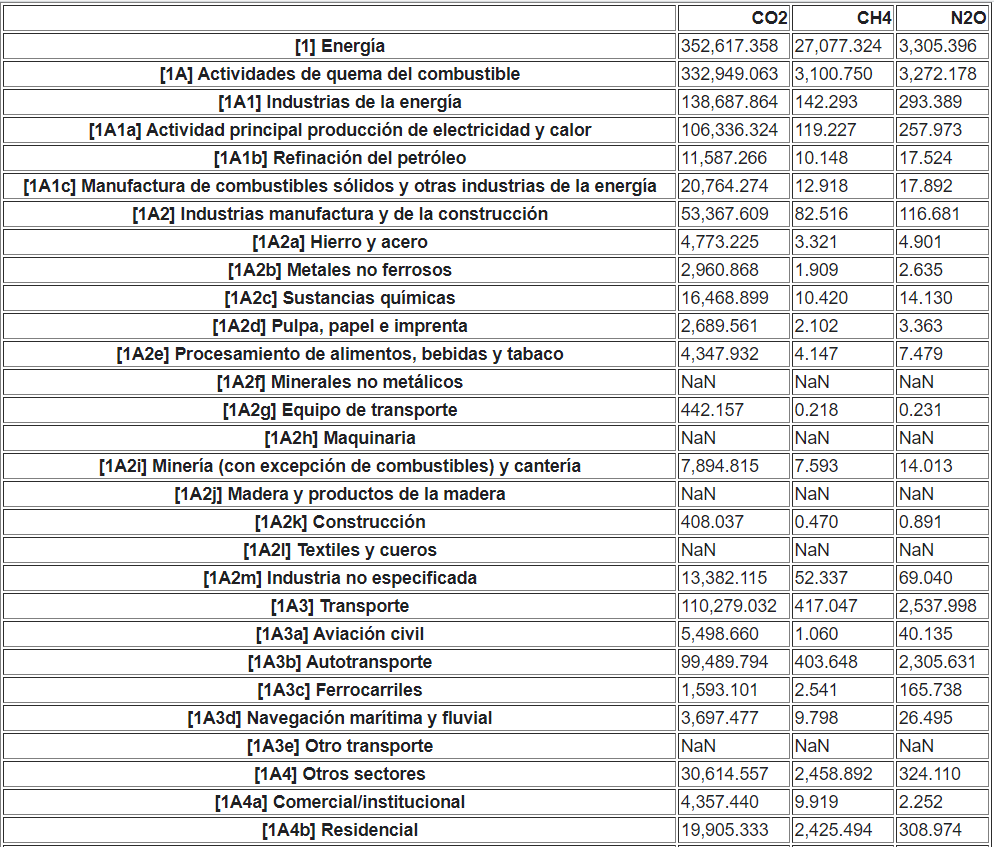 CO2 CH4 N2O
[1] Energía 352,617.358 27,077.324 3,305.396
[1A] Actividades de quema del combustible 332,949.063 3,100.750 3,272.178
[1A1] Industrias de la energía 138,687.864 142.293 293.389
[1A1a] Actividad principal producción de electricidad y calor 106,336.324 119.227 257.973
[1A1b] Refinación del petróleo 11,587.266 10.148 17.524
[1A1c] Manufactura de combustibles sólidos y otras industrias de la energía 20,764.274 12.918 17.892
[1A2] Industrias manufactura y de la construcción 53,367.609 82.516 116.681
[1A2a] Hierro y acero 4,773.225 3.321 4.901
[1A2b] Metales no ferrosos 2,960.868 1.909 2.635
[1A2c] Sustancias químicas 16,468.899 10.420 14.130
[1A2d] Pulpa, papel e imprenta 2,689.561 2.102 3.363
[1A2e] Procesamiento de alimentos, bebidas y tabaco 4,347.932 4.147 7.479
[1A2f] Minerales no metálicos NaN NaN NaN
[1A2g] Equipo de transporte 442.157 0.218 0.231
[1A2h] Maquinaria NaN NaN NaN
[1A2i] Minería (con excepción de combustibles) y cantería 7,894.815 7.593 14.013
[1A2j] Madera y productos de la madera NaN NaN NaN
[1A2k] Construcción 408.037 0.470 0.891
[1A2l] Textiles y cueros NaN NaN NaN
[1A2m] Industria no especificada 13,382.115 52.337 69.040
[1A3] Transporte 110,279.032 417.047 2,537.998
[1A3a] Aviación civil 5,498.660 1.060 40.135
[1A3b] Autotransporte 99,489.794 403.648 2,305.631
[1A3c] Ferrocarriles 1,593.101 2.541 165.738
[1A3d] Navegación marítima y fluvial 3,697.477 9.798 26.495
[1A3e] Otro transporte NaN NaN NaN
[1A4] Otros sectores 30,614.557 2,458.892 324.110
[1A4a] Comercial/institucional 4,357.440 9.919 2.252
[1A4b] Residencial 19,905.333 2,425.494 308.974